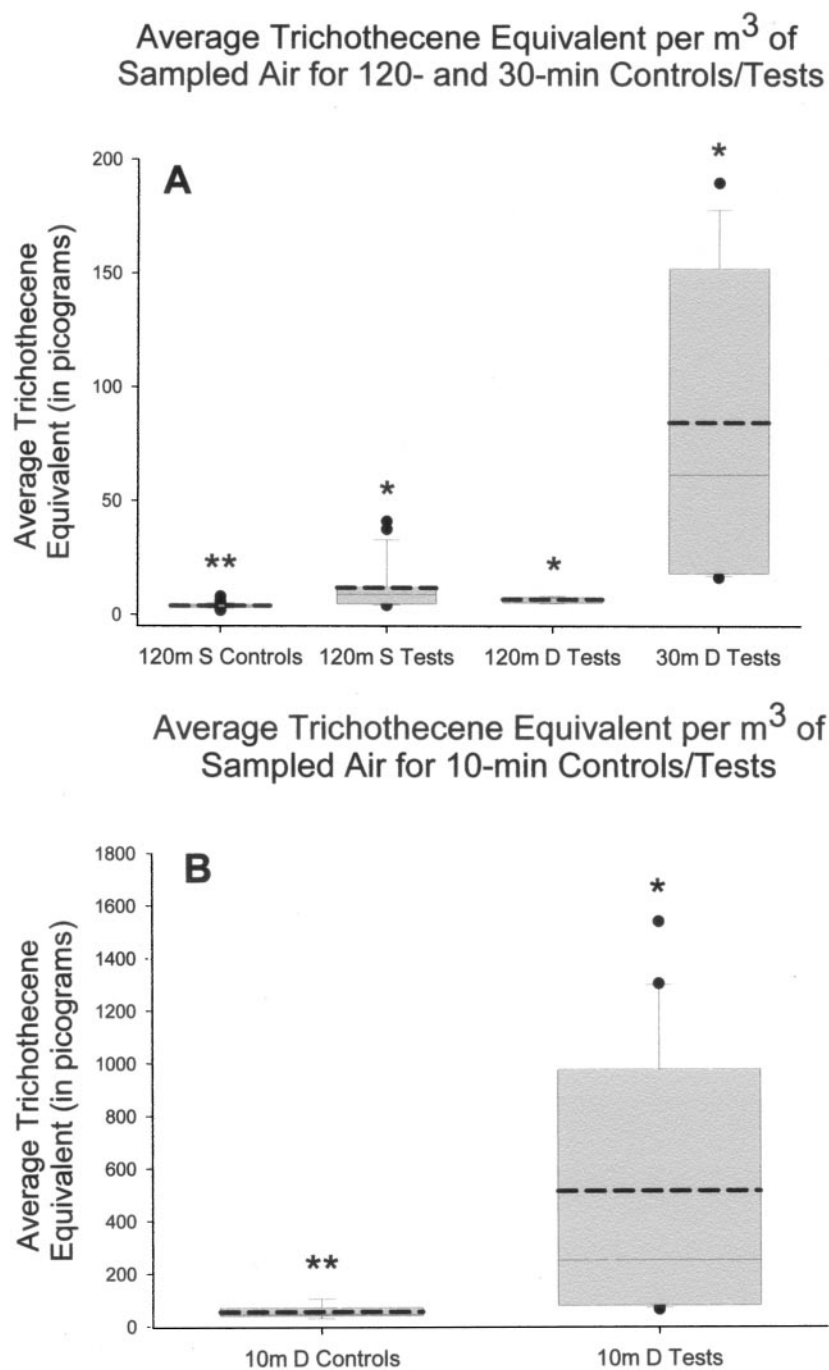 Average Trichothecene Equivalent per m³ of
Sampled Air for 120- and 30-min Controls/Tests
A
*
200
150
100
50
0
**
*
*
Average Trichothecene
Equivalent (in picograms)
120m S Controls
120m S Tests
120m D Tests
30m D Tests
Average Trichothecene Equivalent per m³ of
Sampled Air for 10-min Controls/Tests
B
*
1800
1600
1400
1200
1000
800
600
400
200
0
**
Average Trichothecene
Equivalent (in picograms)
10m D Controls
10m D Tests